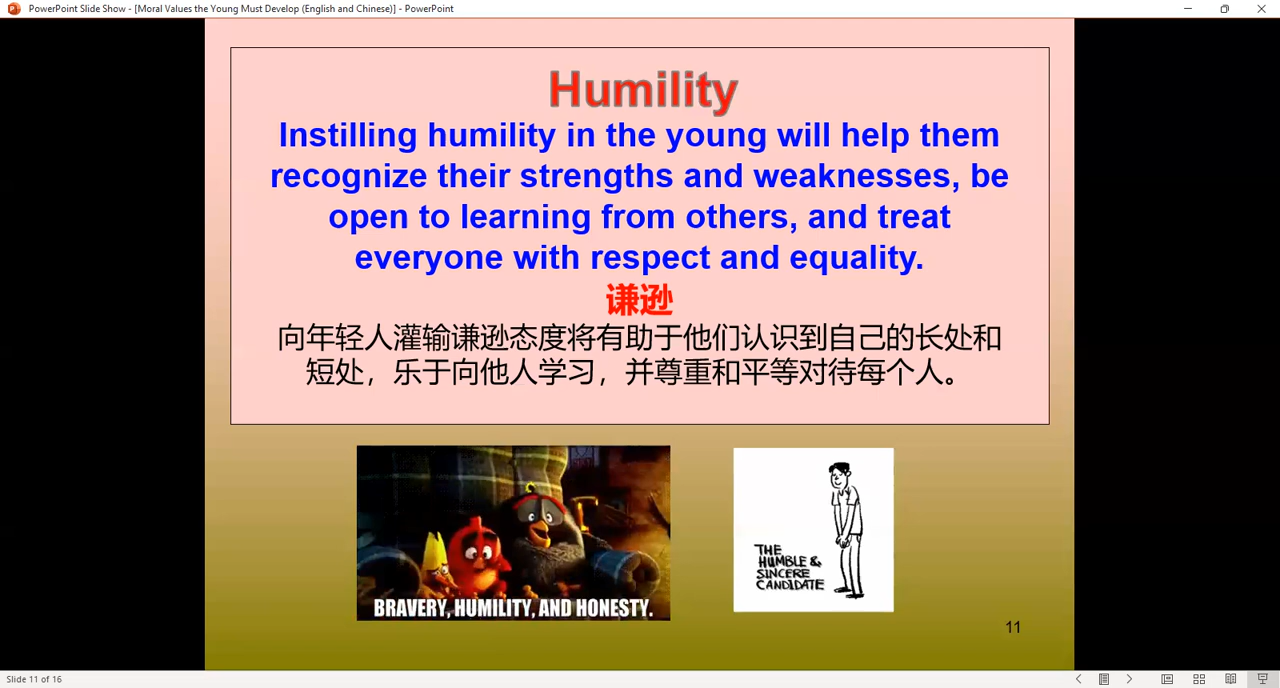 PowerPoint Slide Show - [Moral Values the Young Must Develop (English and Chinese)] - PowerPoint
Humility
Instilling humility in the young will help them
recognize their strengths and weaknesses, be
open to learning from others, and treat
everyone with respect and equality.
谦逊
向年轻人灌输谦逊态度将有助于他们认识到自己的长处和
短处，乐于向他人学习，并尊重和平等对待每个人。
BRAVERY, HUMILITY, AND HONESTY.
THE
HUMBLE &
SINCERE
CANDIDATE
11
Slide 11 of 16